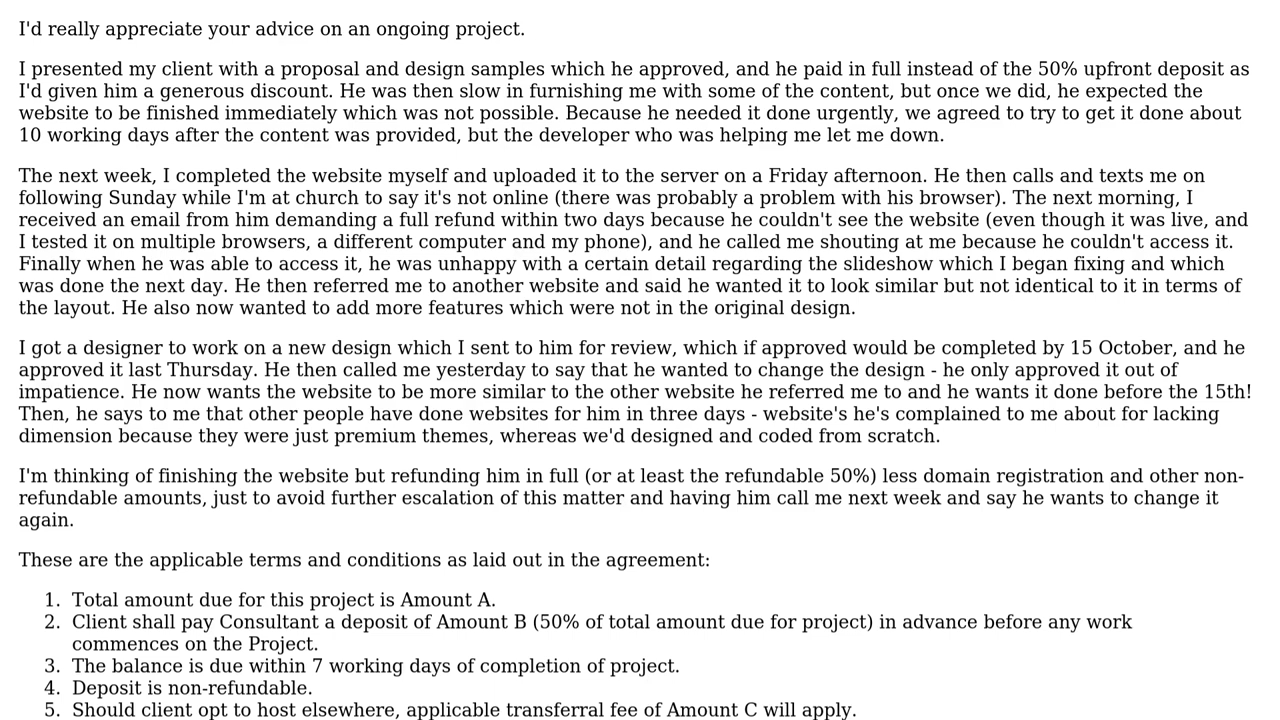 I'd really appreciate your advice on an ongoing project.
I presented my client with a proposal and design samples which he approved, and he paid in full instead of the 50% upfront deposit as
I'd given him a generous discount. He was then slow in furnishing me with some of the content, but once we did, he expected the
website to be finished immediately which was not possible. Because he needed it done urgently, we agreed to try to get it done about
10 working days after the content was provided, but the developer who was helping me let me down.
The next week, I completed the website myself and uploaded it to the server on a Friday afternoon. He then calls and texts me on
following Sunday while I'm at church to say it's not online (there was probably a problem with his browser). The next morning, I
received an email from him demanding a full refund within two days because he couldn't see the website (even though it was live, and
I tested it on multiple browsers, a different computer and my phone), and he called me shouting at me because he couldn't access it.
Finally when he was able to access it, he was unhappy with a certain detail regarding the slideshow which I began fixing and which
was done the next day. He then referred me to another website and said he wanted it to look similar but not identical to it in terms of
the layout. He also now wanted to add more features which were not in the original design.
I got a designer to work on a new design which I sent to him for review, which if approved would be completed by 15 October, and he
approved it last Thursday. He then called me yesterday to say that he wanted to change the design - he only approved it out of
impatience. He now wants the website to be more similar to the other website he referred me to and he wants it done before the 15th!
Then, he says to me that other people have done websites for him in three days - website's he's complained to me about for lacking
dimension because they were just premium themes, whereas we'd designed and coded from scratch.
I'm thinking of finishing the website but refunding him in full (or at least the refundable 50%) less domain registration and other non-
refundable amounts, just to avoid further escalation of this matter and having him call me next week and say he wants to change it
again.
These are the applicable terms and conditions as laid out in the agreement:
1. Total amount due for this project is Amount A.
2. Client shall pay Consultant a deposit of Amount B (50% of total amount due for project) in advance before any work
commences on the Project.
3. The balance is due within 7 working days of completion of project.
4. Deposit is non-refundable.
5. Should client opt to host elsewhere, applicable transferral fee of Amount C will apply.